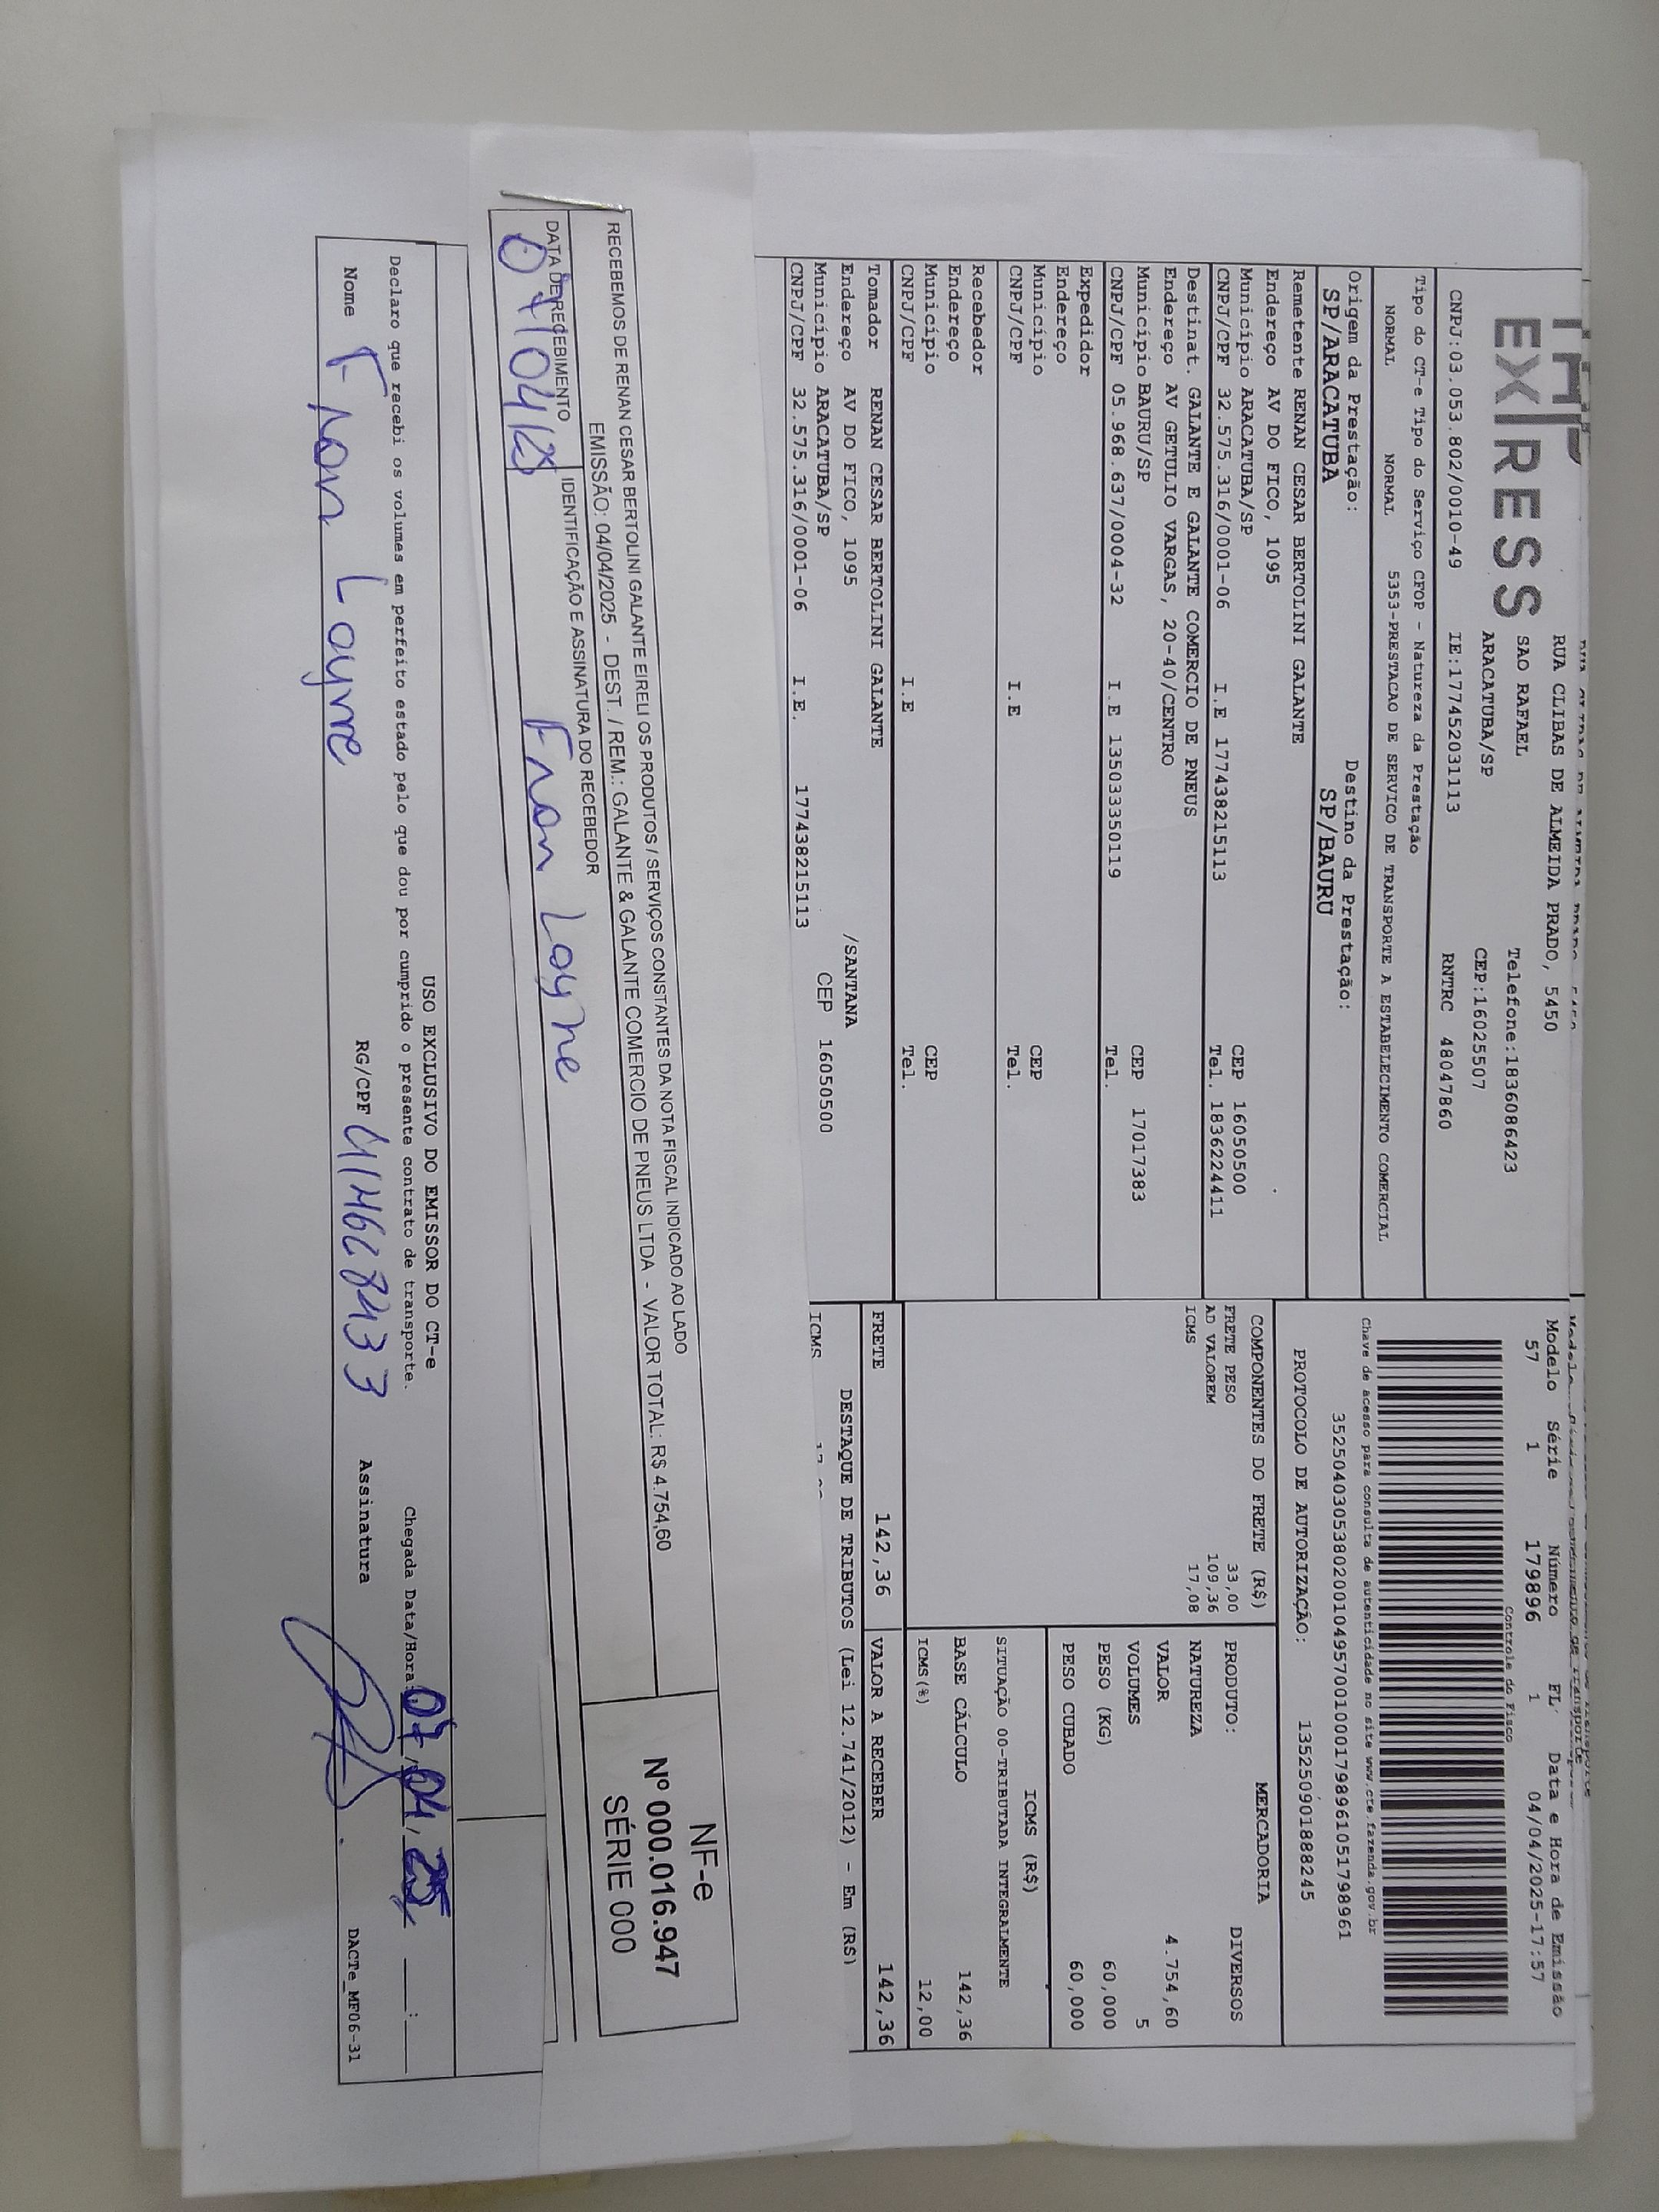 EXPRESS
RUA CLIBAS DE ALMEIDA PRADO, 5450
SAO RAFAEL Telefone:1836086423
ARACATUBA/SP CEP:16025507
CNPJ:03.053.802/0010-49 IE:177452031113 RNTRC 48047860
Modelo Série Número FL Data e Hora de Emissão
57 1 179896 1 04/04/2025-17:57
Controle do Fisco
Tipo do CT-e Tipo do Serviço CFOP - Natureza da Prestação
NORMAL NORMAL 5353-PRESTACAO DE SERVICO DE TRANSPORTE A ESTABELECIMENTO COMERCIAL
Chave de acesso para consulta de autenticidade no site www.cte.fazenda.gov.br
35250403053802001049570010001798961051798961
Origem da Prestação: Destino da Prestação:
SP/ARACATUBA SP/BAURU
PROTOCOLO DE AUTORIZAÇÃO: 135250901888245
Remetente RENAN CESAR BERTOLINI GALANTE
Endereço AV DO FICO, 1095
Município ARACATUBA/SP CEP 16050500
CNPJ/CPF 32.575.316/0001-06 I.E 177438215113 Tel. 1836224411
Destinat. GALANTE E GALANTE COMERCIO DE PNEUS
Endereço AV GETULIO VARGAS, 20-40/CENTRO
Município BAURU/SP CEP 17017383
CNPJ/CPF 05.968.637/0004-32 I.E 135033350119 Tel.
Expedidor
Endereço
Município CEP
CNPJ/CPF I.E Tel.
Recebedor
Endereço
Município CEP
CNPJ/CPF I.E Tel.
Tomador RENAN CESAR BERTOLINI GALANTE
Endereço AV DO FICO, 1095 /SANTANA
Município ARACATUBA/SP CEP 16050500
CNPJ/CPF 32.575.316/0001-06 I.E. 177438215113
COMPONENTES DO FRETE (R$)
FRETE PESO 33,00
AD VALOREM 109,36
ICMS 17,08
MERCADORIA
PRODUTO: DIVERSOS
NATUREZA
VALOR 4.754,60
VOLUMES 5
PESO (KG) 60,000
PESO CUBADO 60,000
ICMS (R$)
SITUAÇÃO 00-TRIBUTADA INTEGRALMENTE
BASE CÁLCULO 142,36
ICMS(%) 12,00
FRETE 142,36 VALOR A RECEBER 142,36
DESTAQUE DE TRIBUTOS (Lei 12.741/2012) - Em (R$)
ICMS
RECEBEMOS DE RENAN CESAR BERTOLINI GALANTE EIRELI OS PRODUTOS / SERVIÇOS CONSTANTES DA NOTA FISCAL INDICADO AO LADO
EMISSÃO: 04/04/2025 - DEST. / REM.: GALANTE & GALANTE COMERCIO DE PNEUS LTDA - VALOR TOTAL: R$ 4.754,60
DATA DE RECEBIMENTO IDENTIFICAÇÃO E ASSINATURA DO RECEBEDOR
07/04/25 Fran Layne
NF-e
Nº 000.016.947
SÉRIE 000
USO EXCLUSIVO DO EMISSOR DO CT-e
Declaro que recebi os volumes em perfeito estado pelo que dou por cumprido o presente contrato de transporte. Chegada Data/Hora: 07/04/25 __:__
Nome Fran Layne RG/CPF Assinatura DACTe_MF06-31